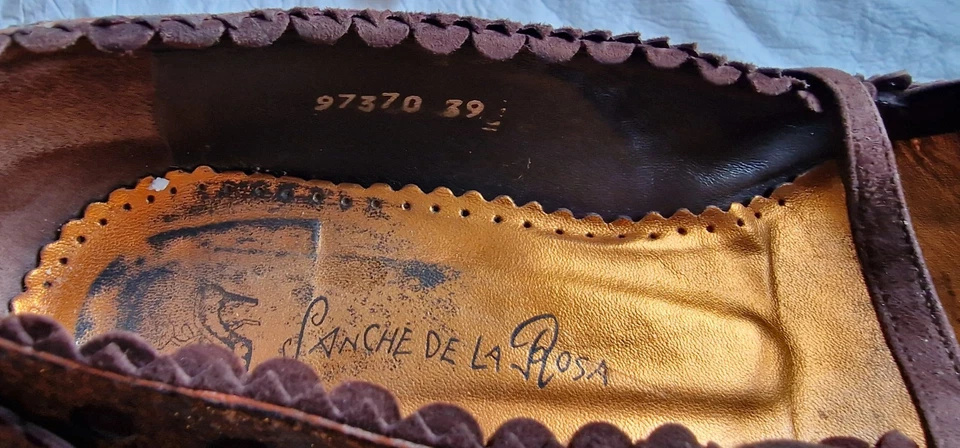 97370 39
SANCHE DE LA ROSA